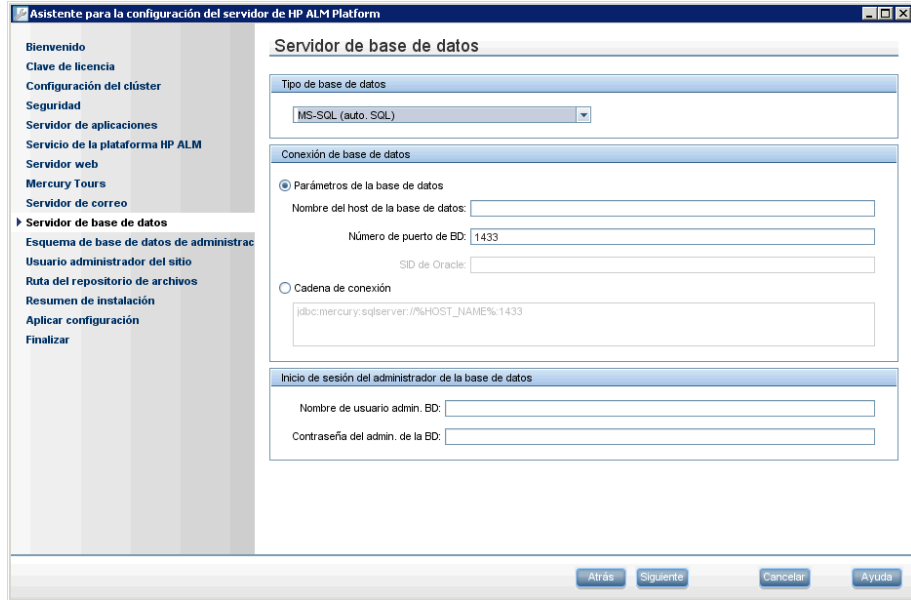 Asistente para la configuración del servidor de HP ALM Platform
Bienvenido
Clave de licencia
Configuración del clúster
Seguridad
Servidor de aplicaciones
Servicio de la plataforma HP ALM
Servidor web
Mercury Tours
Servidor de correo
Servidor de base de datos
Esquema de base de datos de administrac
Usuario administrador del sitio
Ruta del repositorio de archivos
Resumen de instalación
Aplicar configuración
Finalizar
Servidor de base de datos
Tipo de base de datos
MS-SQL (auto. SQL)
Conexión de base de datos
Parámetros de la base de datos
Nombre del host de la base de datos:
Número de puerto de BD: 1433
SID de Oracle:
Cadena de conexión
jdbc:mercury:sqlserver://%HOST_NAME%:1433
Inicio de sesión del administrador de la base de datos
Nombre de usuario admin. BD:
Contraseña del admin. de la BD:
Atrás Siguiente Cancelar Ayuda